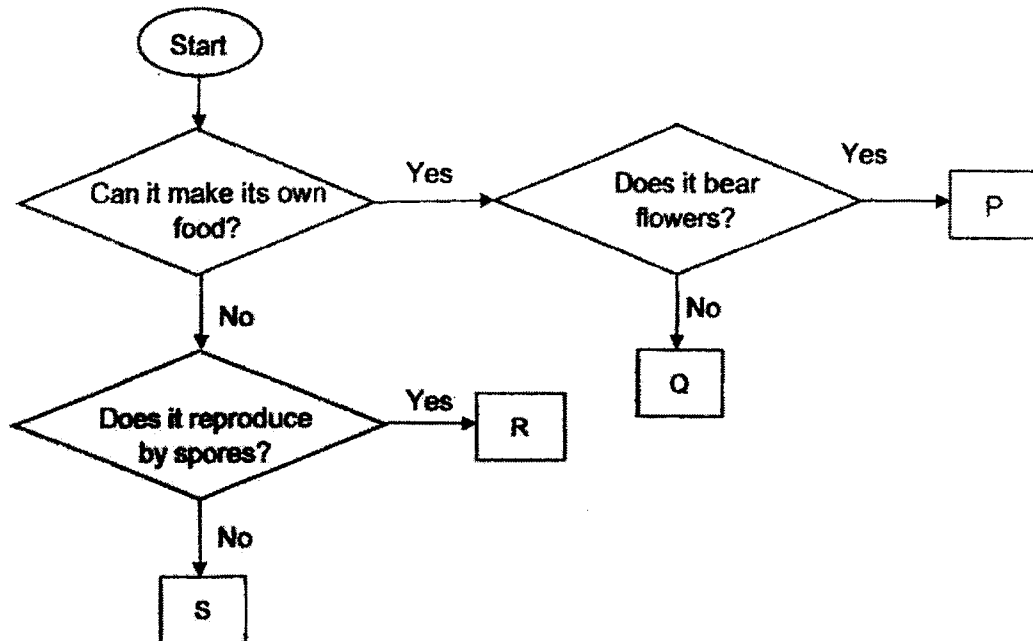 Start
Can it make its own
food?
Yes
Does it bear
flowers?
Yes
P
No
Q
No
Does it reproduce
by spores?
Yes
R
No
S